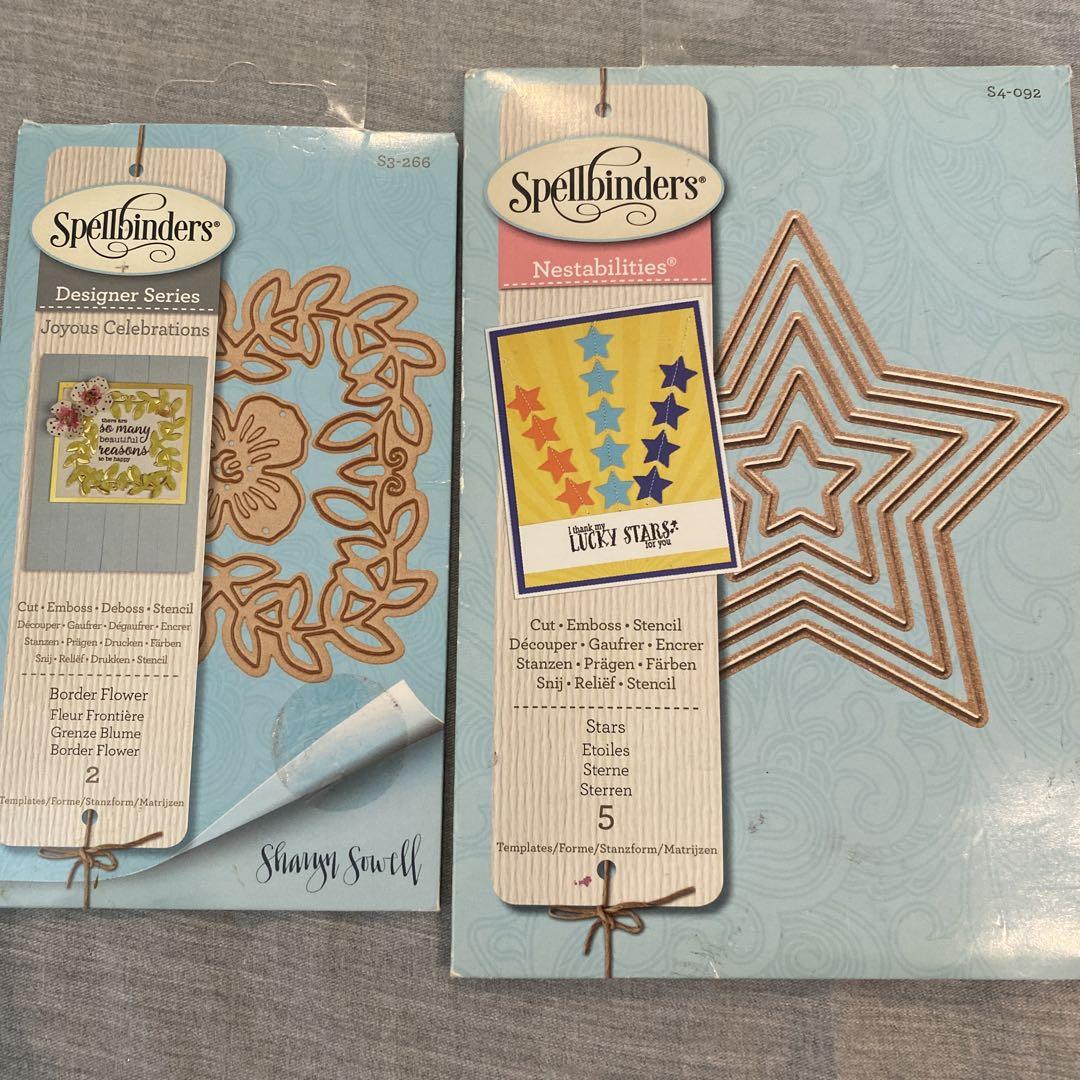 S3-266
Spellbinders®
Designer Series
Joyous Celebrations
there are
so many
beautiful
reasons
to be happy
Cut • Emboss • Deboss • Stencil
Découper • Gaufrer • Dégaufrer • Encrer
Stanzen • Prägen • Drucken • Färben
Snij • Reliëf • Drukken • Stencil
Border Flower
Fleur Frontière
Grenze Blume
Border Flower
2
Templates/Forme/Stanzform/Matrijzen
Sharyn Sowell
S4-092
Spellbinders®
Nestabilities®
I thank my
LUCKY STARS
for you
Cut • Emboss • Stencil
Découper • Gaufrer • Encrer
Stanzen • Prägen • Färben
Snij • Reliëf • Stencil
Stars
Etoiles
Sterne
Sterren
5
Templates/Forme/Stanzform/Matrijzen